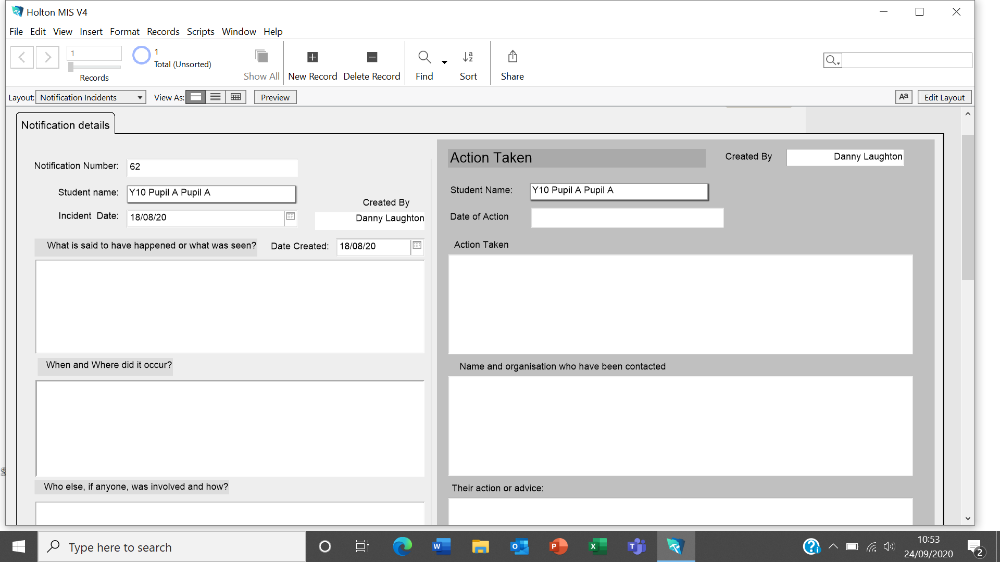 Holton MIS V4
File Edit View Insert Format Records Scripts Window Help
1
Records
1
Total (Unsorted)
Show All
New Record
Delete Record
Find
Sort
Share
Layout: Notification Incidents View As: Preview Aa Edit Layout
Notification details
Notification Number: 62
Student name: Y10 Pupil A Pupil A
Created By
Incident Date: 18/08/20
Danny Laughton
What is said to have happened or what was seen? Date Created: 18/08/20
When and Where did it occur?
Who else, if anyone, was involved and how?
Action Taken
Created By Danny Laughton
Student Name: Y10 Pupil A Pupil A
Date of Action
Action Taken
Name and organisation who have been contacted
Their action or advice:
Type here to search
10:53
24/09/2020
2